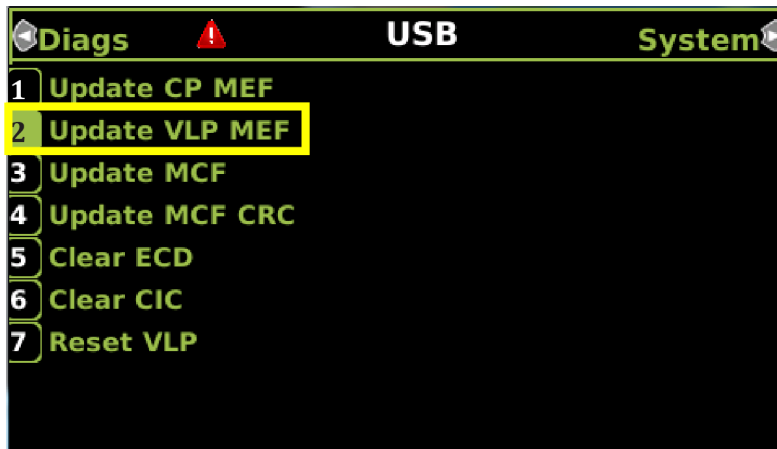 Diags USB System
1 Update CP MEF
2 Update VLP MEF
3 Update MCF
4 Update MCF CRC
5 Clear ECD
6 Clear CIC
7 Reset VLP